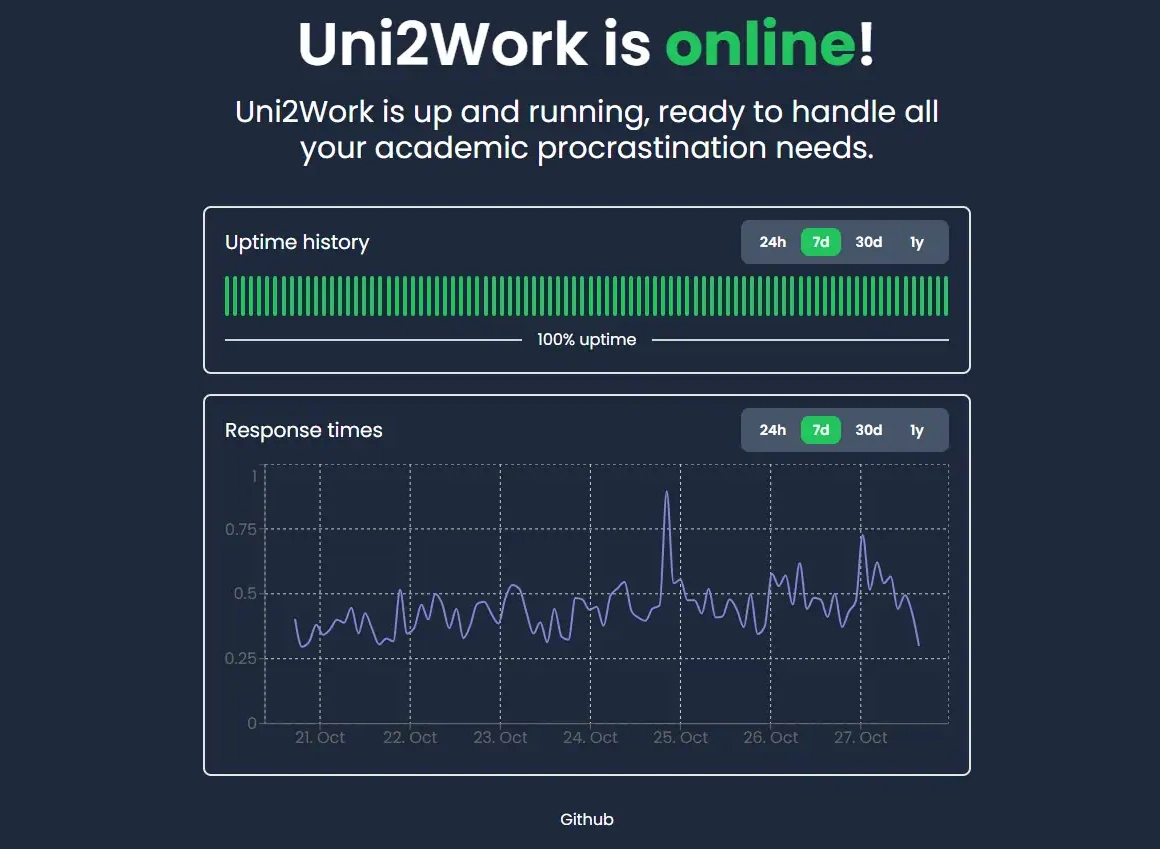 Uni2Work is online!
Uni2Work is up and running, ready to handle all
your academic procrastination needs.
Uptime history
24h 7d 30d 1y
100% uptime
Response times
24h 7d 30d 1y
1
0.75
0.5
0.25
0
21. Oct 22. Oct 23. Oct 24. Oct 25. Oct 26. Oct 27. Oct
Github